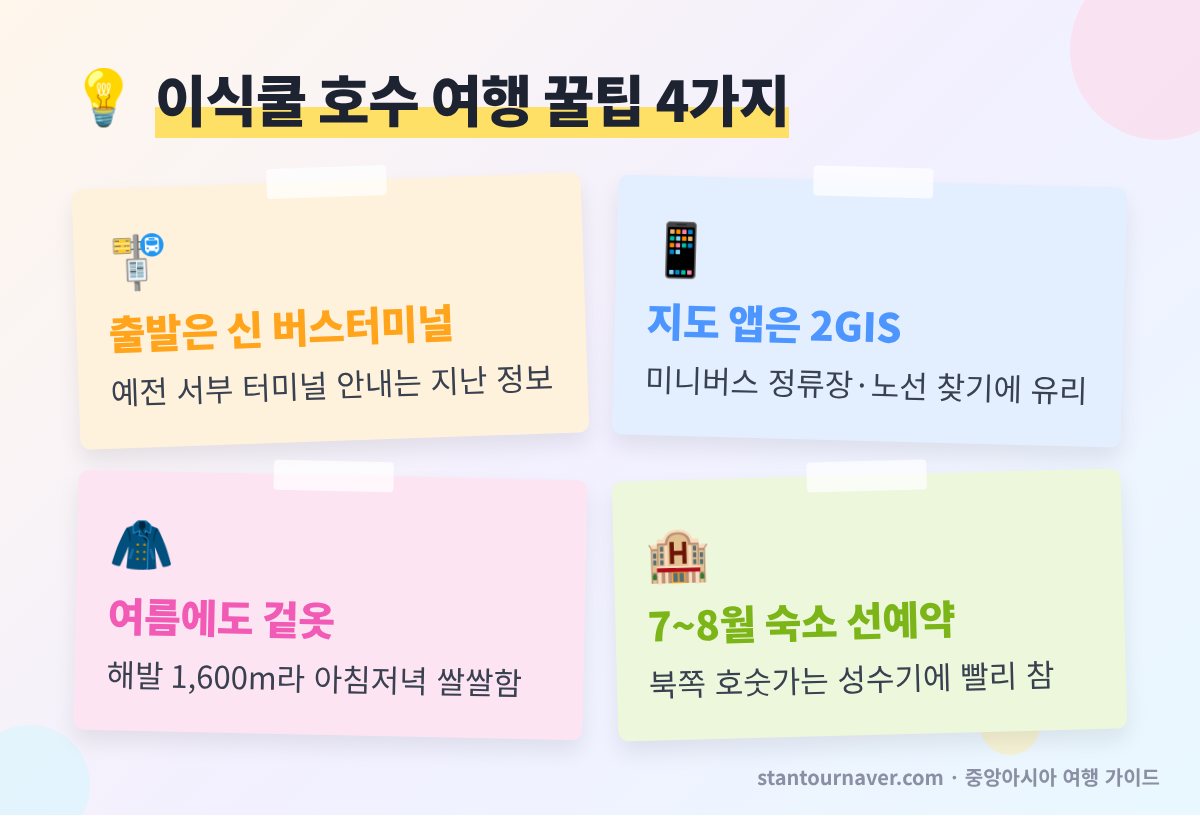 이식쿨 호수 여행 꿀팁 4가지
출발은 신 버스터미널
예전 서부 터미널 안내는 지난 정보
지도 앱은 2GIS
미니버스 정류장·노선 찾기에 유리
여름에도 겉옷
해발 1,600m라 아침저녁 쌀쌀함
7~8월 숙소 선예약
북쪽 호숫가는 성수기에 빨리 참
stantournaver.com · 중앙아시아 여행 가이드